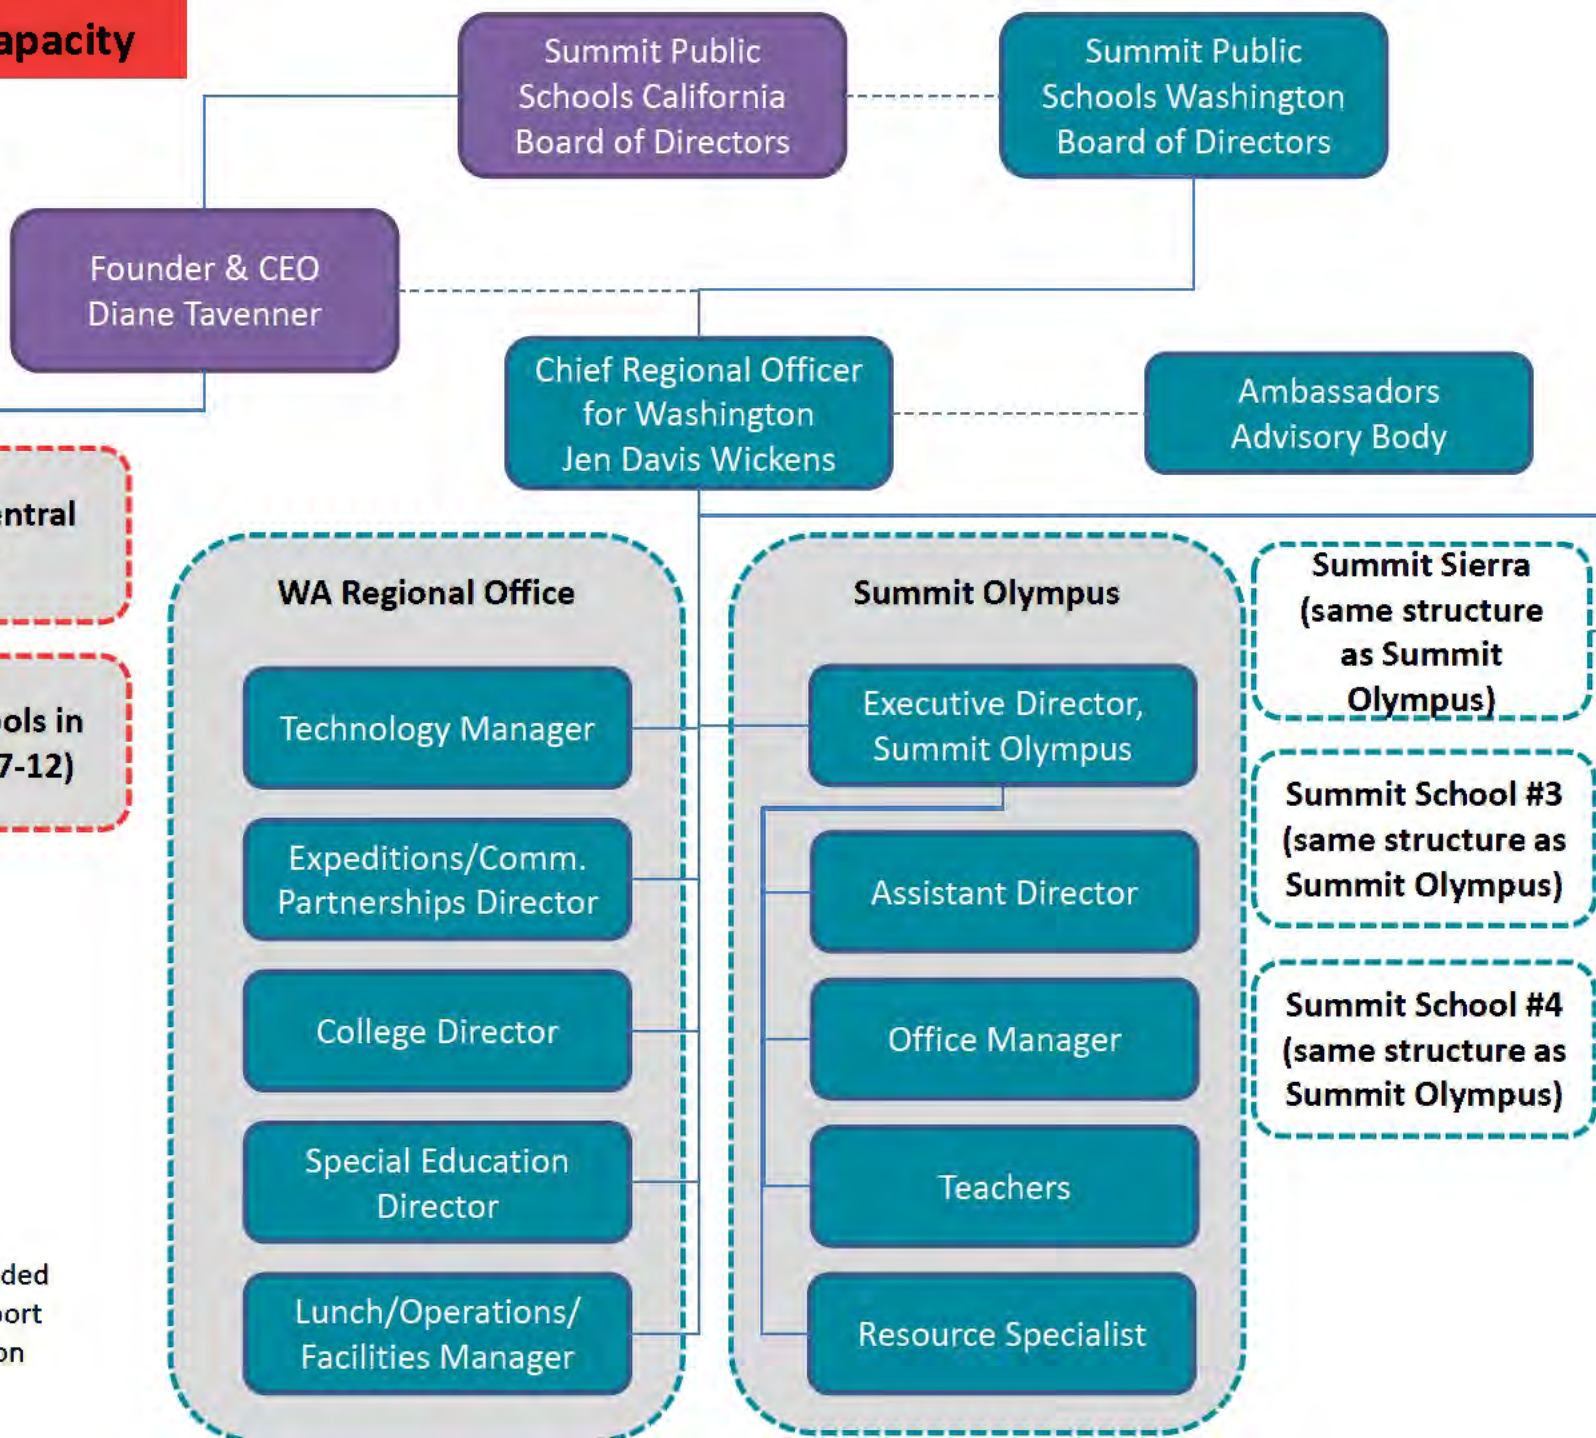 apacity
Summit Public
Schools California
Board of Directors
Summit Public
Schools Washington
Board of Directors
Founder & CEO
Diane Tavenner
Chief Regional Officer
for Washington
Jen Davis Wickens
Ambassadors
Advisory Body
entral
ools in
7-12)
WA Regional Office
Technology Manager
Expeditions/Comm.
Partnerships Director
College Director
Special Education
Director
Lunch/Operations/
Facilities Manager
Summit Olympus
Executive Director,
Summit Olympus
Assistant Director
Office Manager
Teachers
Resource Specialist
Summit Sierra
(same structure
as Summit
Olympus)
Summit School #3
(same structure as
Summit Olympus)
Summit School #4
(same structure as
Summit Olympus)
ded
port
on